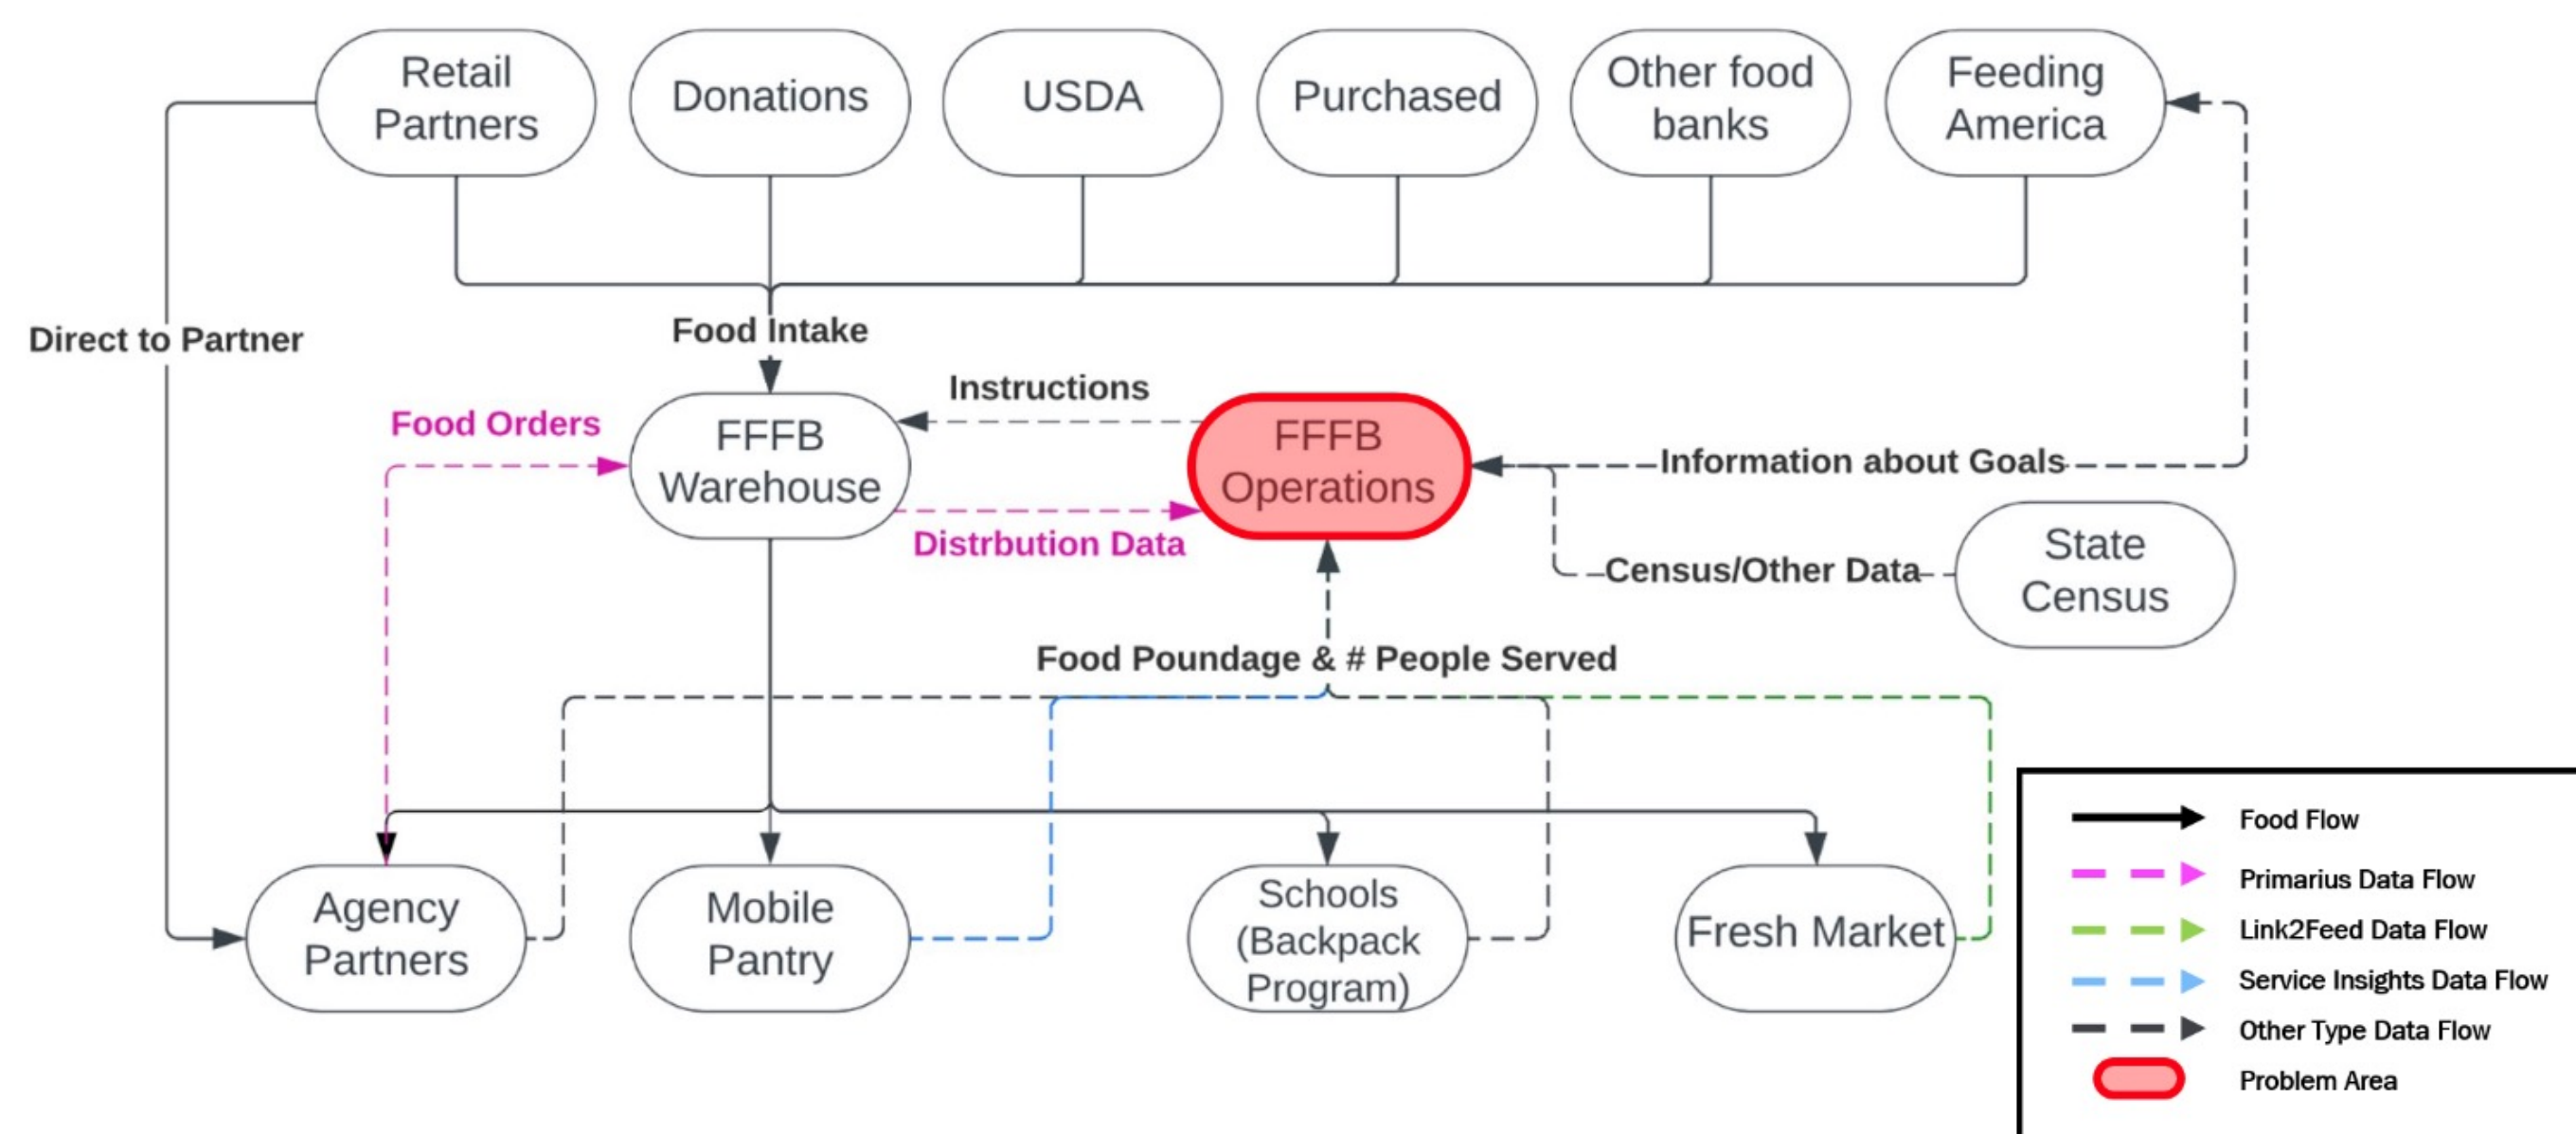 Retail
Partners
Donations
USDA
Purchased
Other food
banks
Feeding
America
Direct to Partner
Food Intake
Instructions
Food Orders
FFFB
Warehouse
FFFB
Operations
Information about Goals
Distrbution Data
State
Census
Census/Other Data
Food Poundage & # People Served
Agency
Partners
Mobile
Pantry
Schools
(Backpack
Program)
Fresh Market
Food Flow
Primarius Data Flow
Link2Feed Data Flow
Service Insights Data Flow
Other Type Data Flow
Problem Area